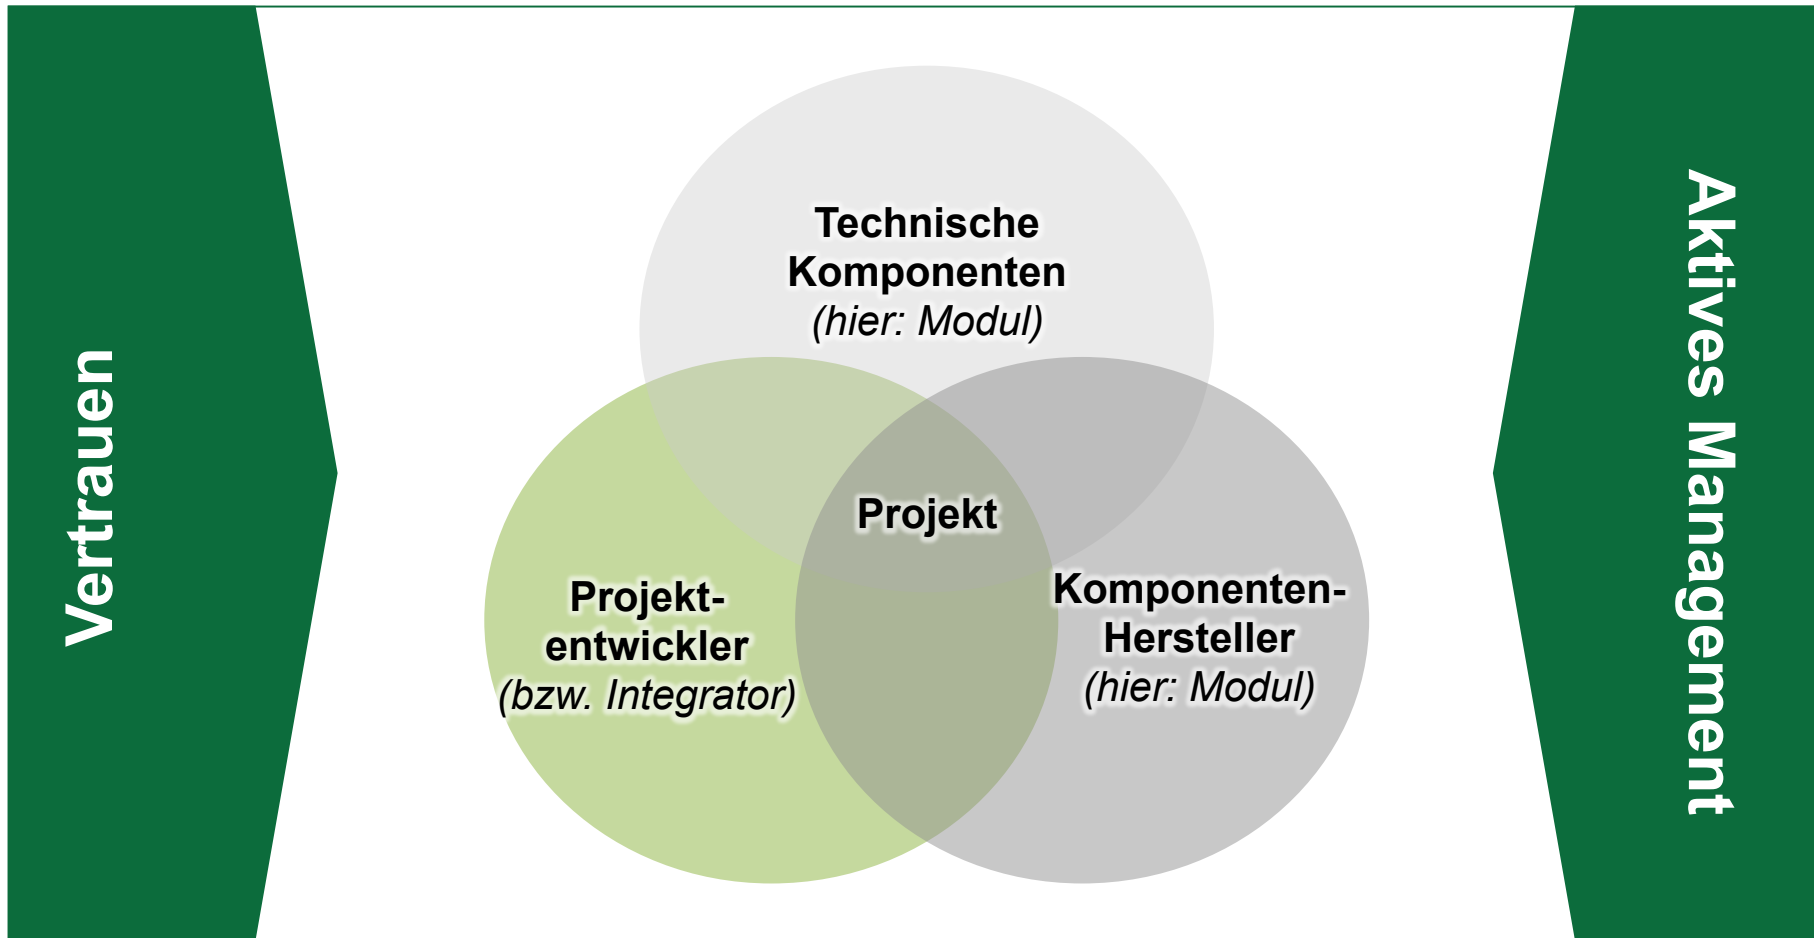 Vertrauen
Technische
Komponenten
(hier: Modul)
Projekt
Projekt-
entwickler
(bzw. Integrator)
Komponenten-
Hersteller
(hier: Modul)
Aktives Management